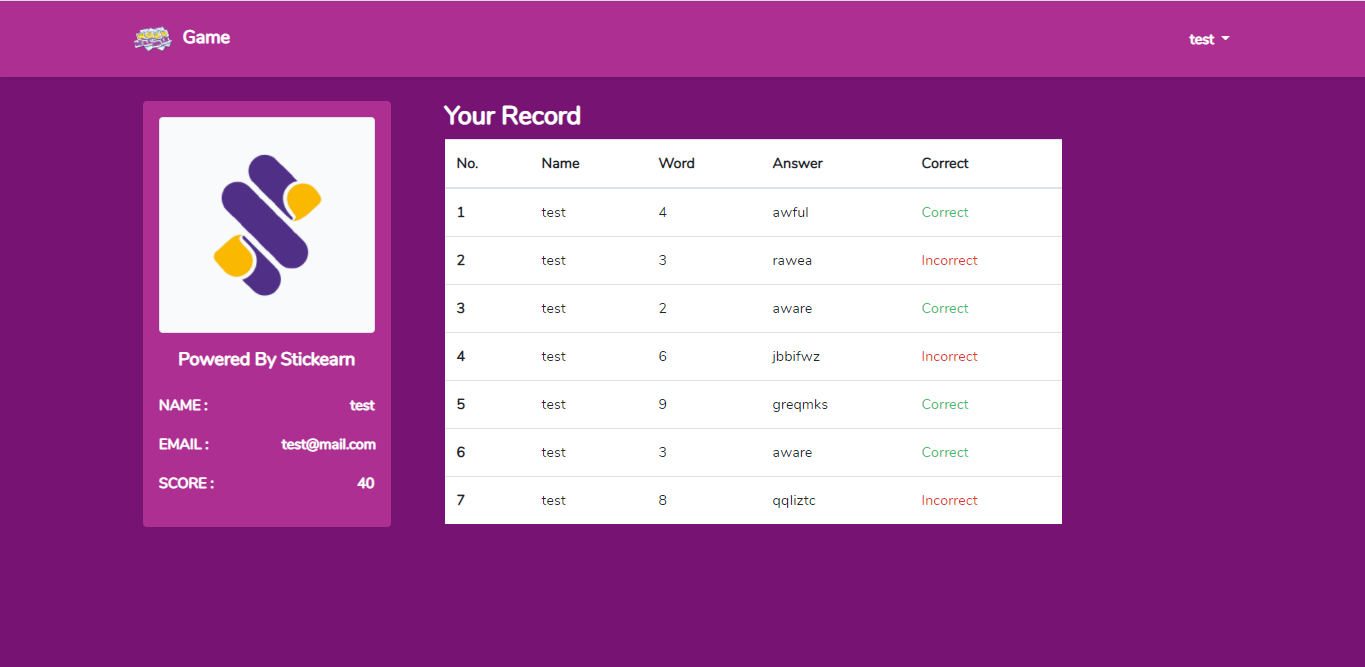 Game
test
Powered By Stickearn
NAME : test
EMAIL : test@mail.com
SCORE : 40
Your Record
No. Name Word Answer Correct
1 test 4 awful Correct
2 test 3 rawea Incorrect
3 test 2 aware Correct
4 test 6 jbbifwz Incorrect
5 test 9 greqmks Correct
6 test 3 aware Correct
7 test 8 qqliztc Incorrect